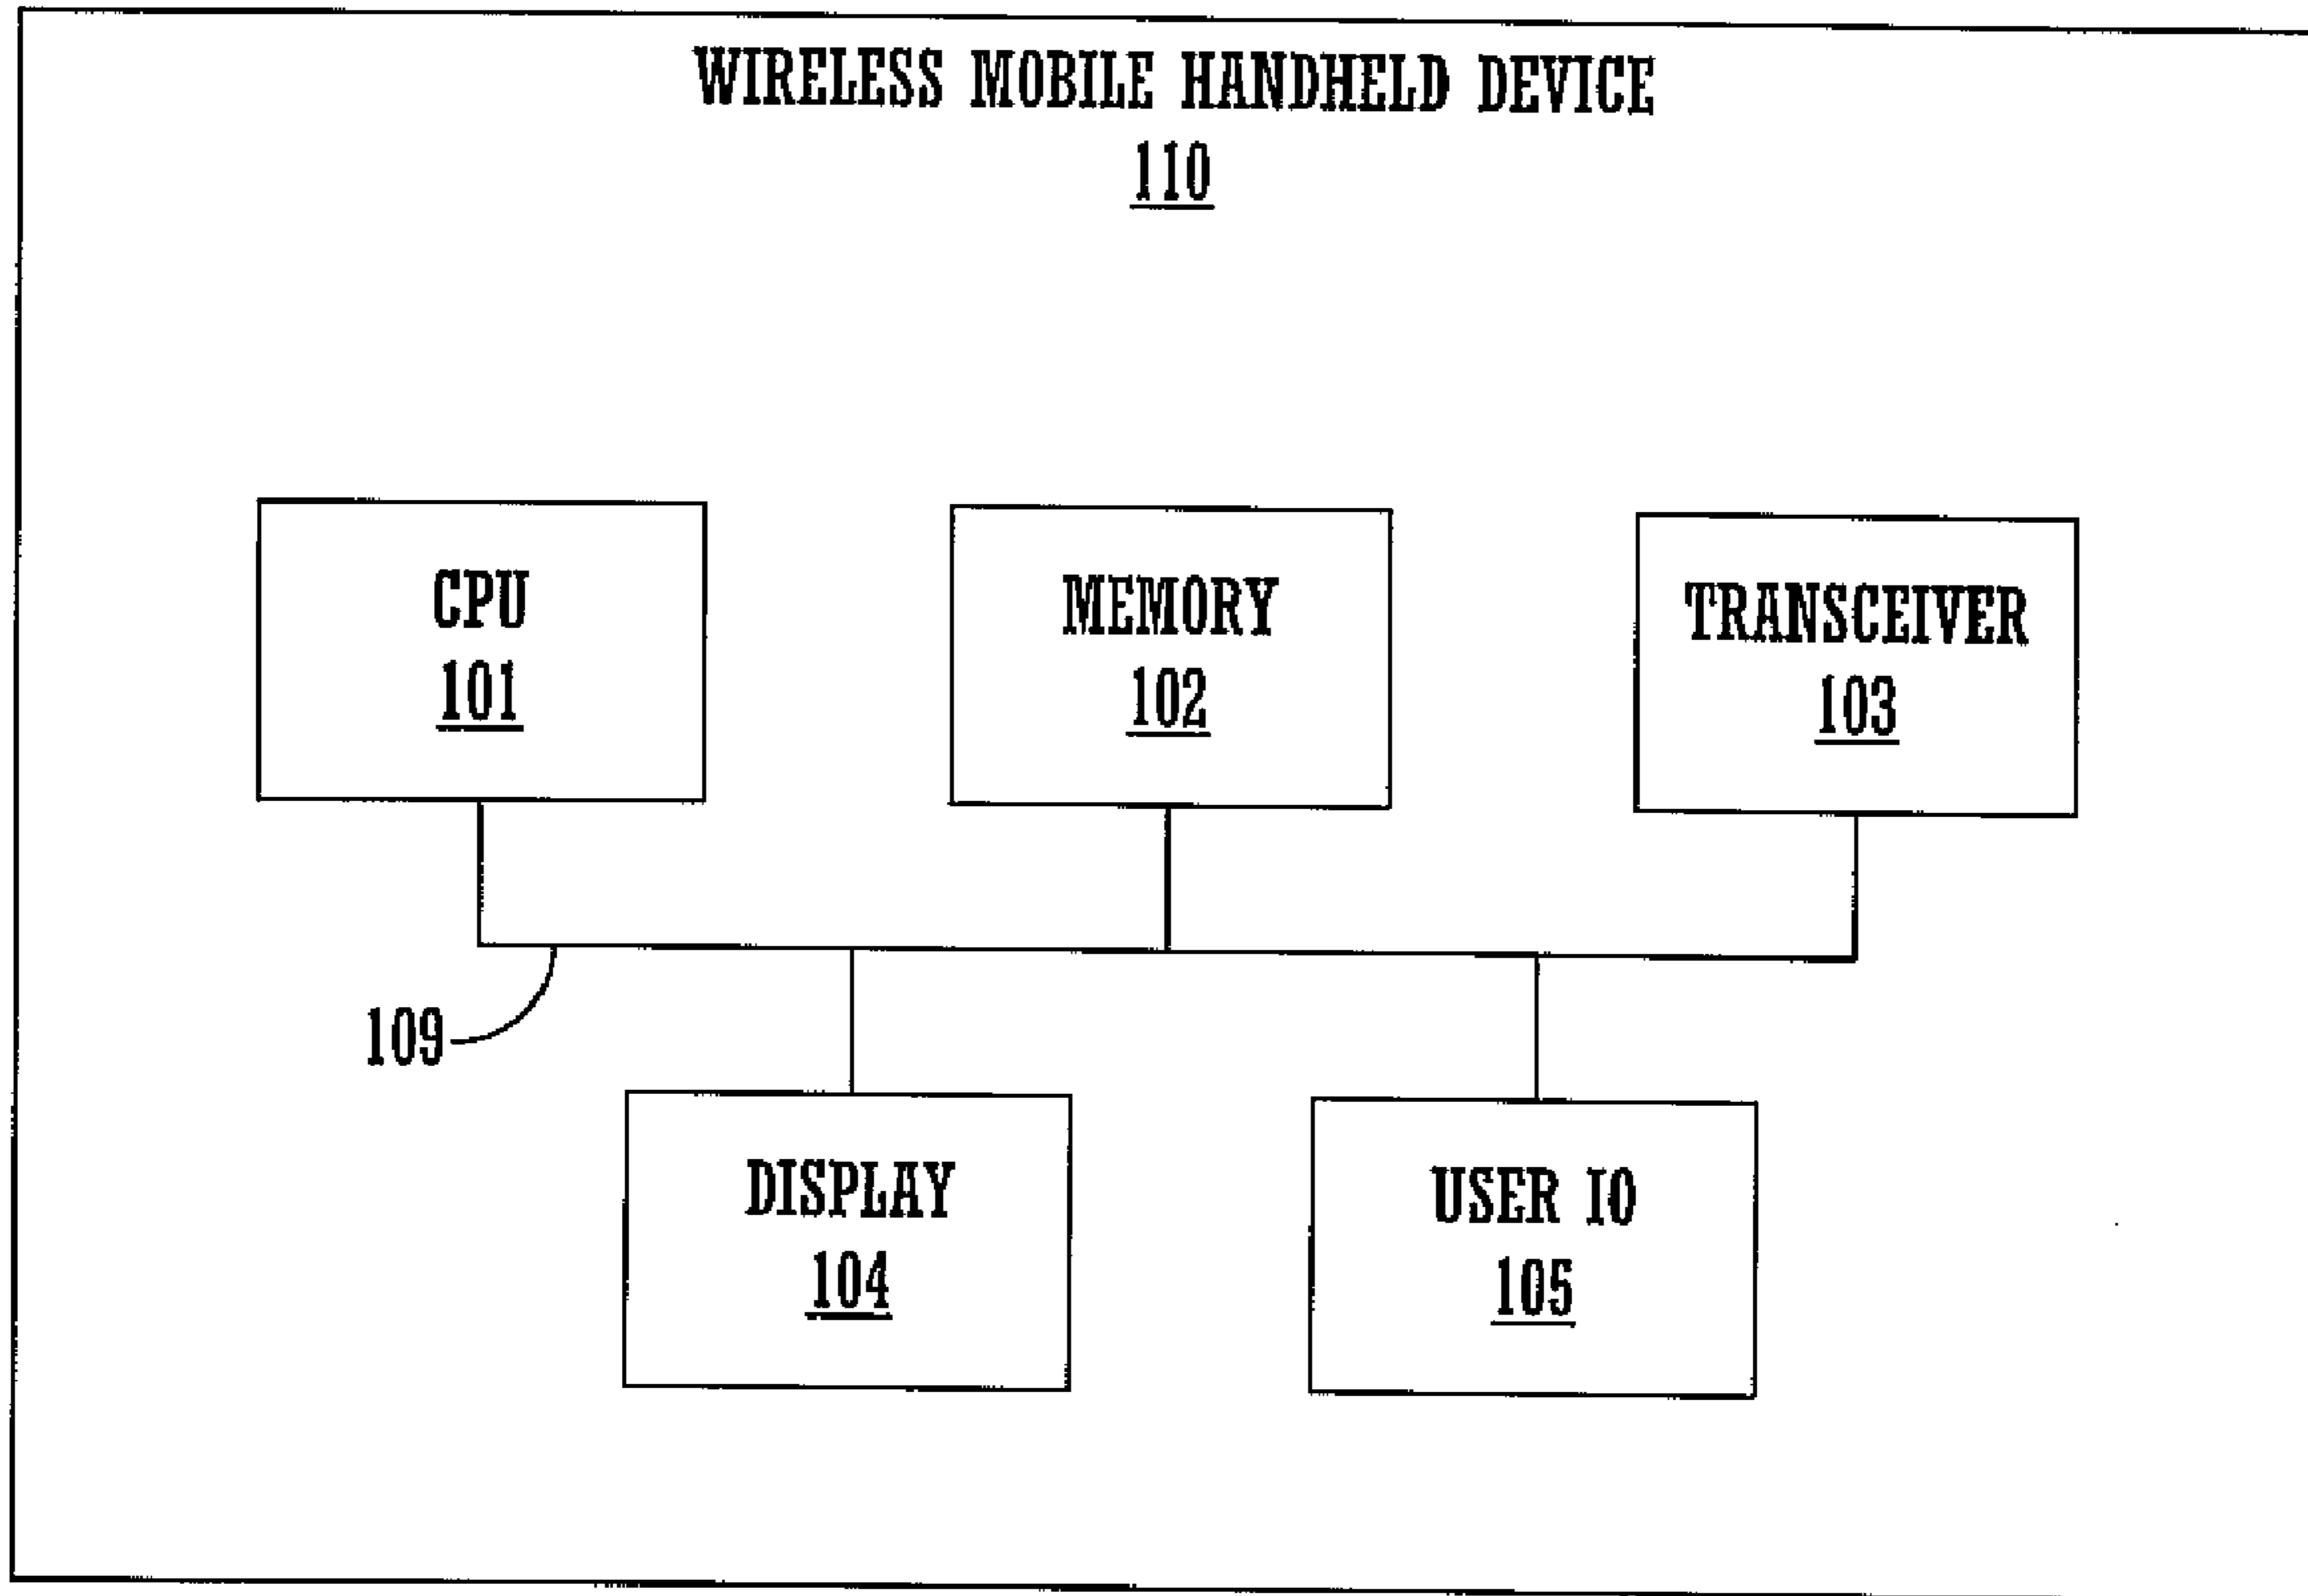 WIRELESS MOBILE HANDHELD DEVICE
110
CPU
101
MEMORY
102
TRANSCEIVER
103
109
DISPLAY
104
USER IO
105